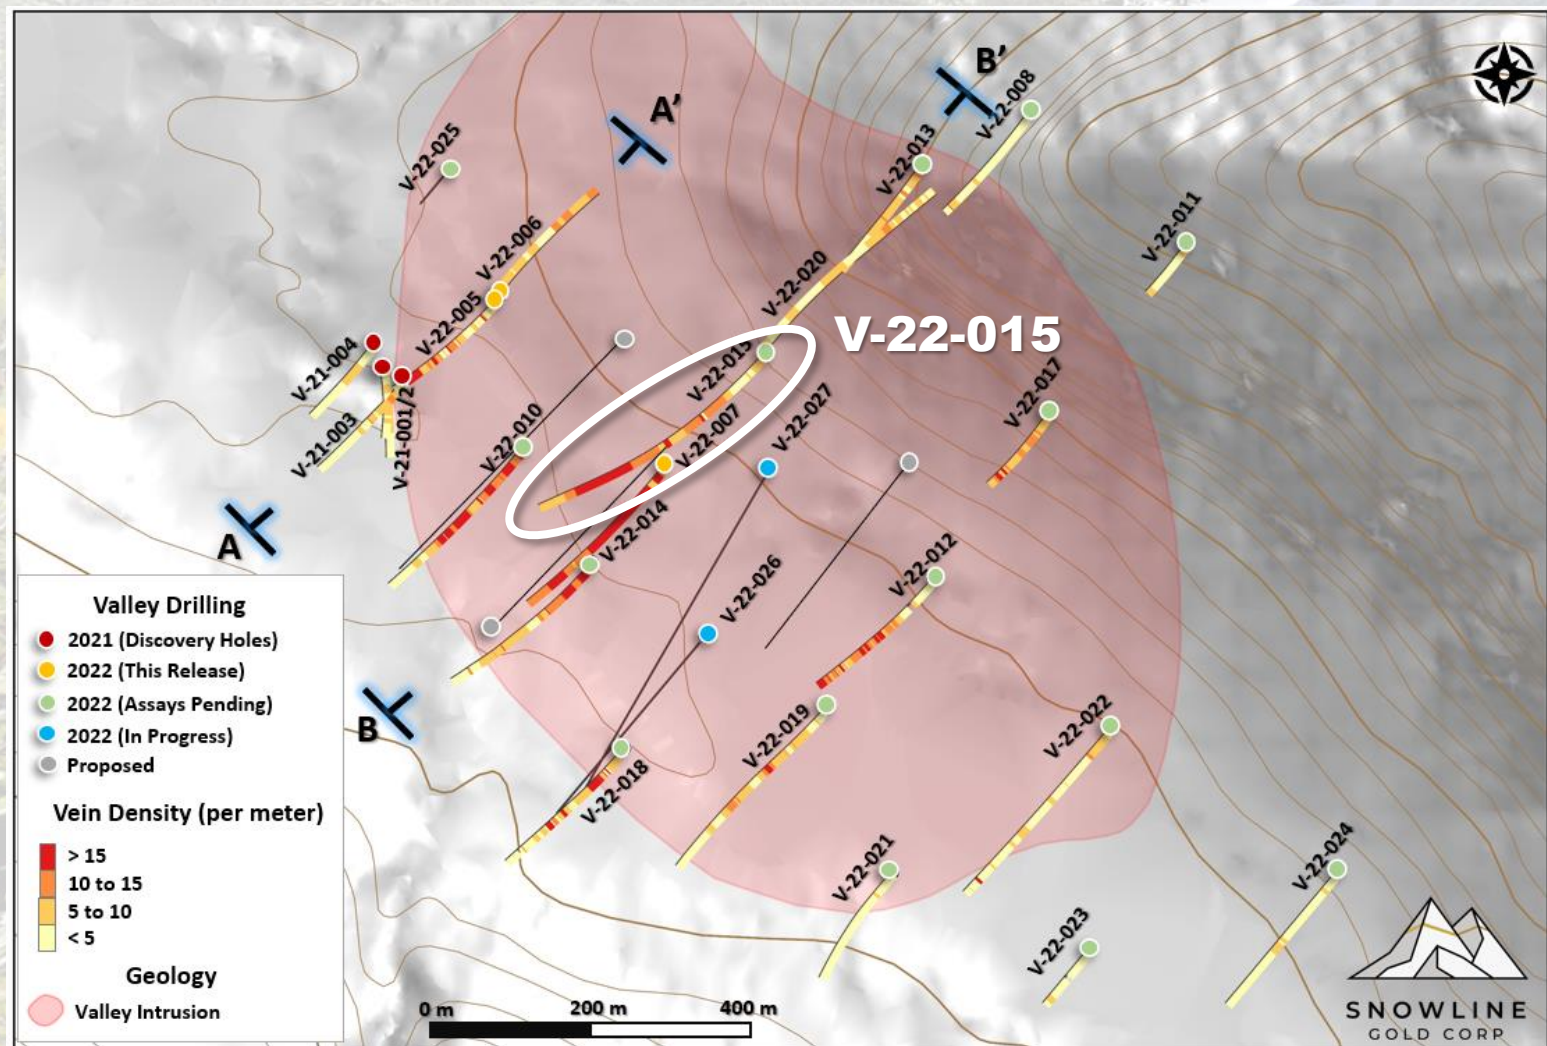 B'
V-22-008
A'
V-22-025
V-22-013
V-22-011
V-22-006
V-22-020
V-22-005
V-22-015
V-22-015
V-21-004
V-22-017
V-21-003
V-21-001/2
V-22-010
V-22-007
V-22-027
V-22-014
V-22-012
A
V-22-026
B
V-22-019
V-22-022
V-22-018
V-22-021
V-22-024
V-22-023
Valley Drilling
2021 (Discovery Holes)
2022 (This Release)
2022 (Assays Pending)
2022 (In Progress)
Proposed
Vein Density (per meter)
> 15
10 to 15
5 to 10
< 5
Geology
Valley Intrusion
0 m
200 m
400 m
SNOWLINE
GOLD CORP